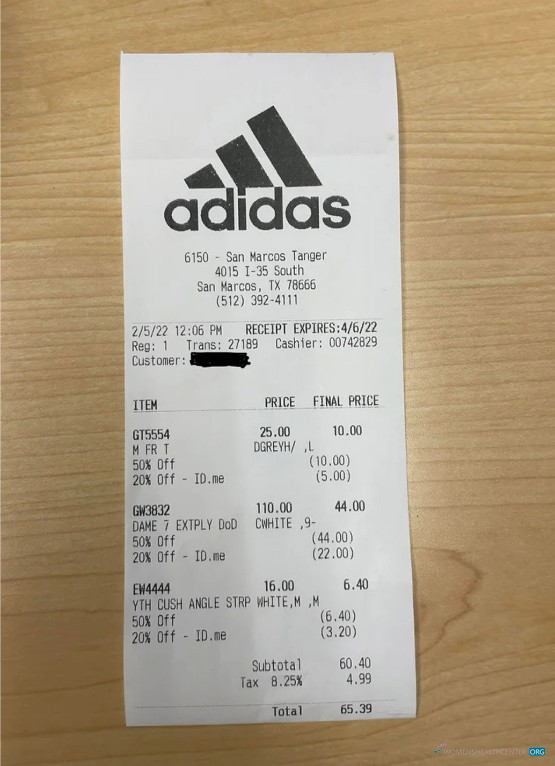 adidas
6150 - San Marcos Tanger
4015 I-35 South
San Marcos, TX 78666
(512) 392-4111
2/5/22 12:06 PM RECEIPT EXPIRES:4/6/22
Reg: 1 Trans: 27189 Cashier: 00742829
Customer:
ITEM PRICE FINAL PRICE
GT5554 25.00 10.00
M FR T DGREYH/ ,L
50% Off (10.00)
20% Off - ID.me (5.00)
GW3832 110.00 44.00
DAME 7 EXTPLY DoD CWHITE ,9-
50% Off (44.00)
20% Off - ID.me (22.00)
EW4444 16.00 6.40
YTH CUSH ANGLE STRP WHITE,M ,M
50% Off (6.40)
20% Off - ID.me (3.20)
Subtotal 60.40
Tax 8.25% 4.99
Total 65.39
WOMENSHEALTHCENTER.ORG